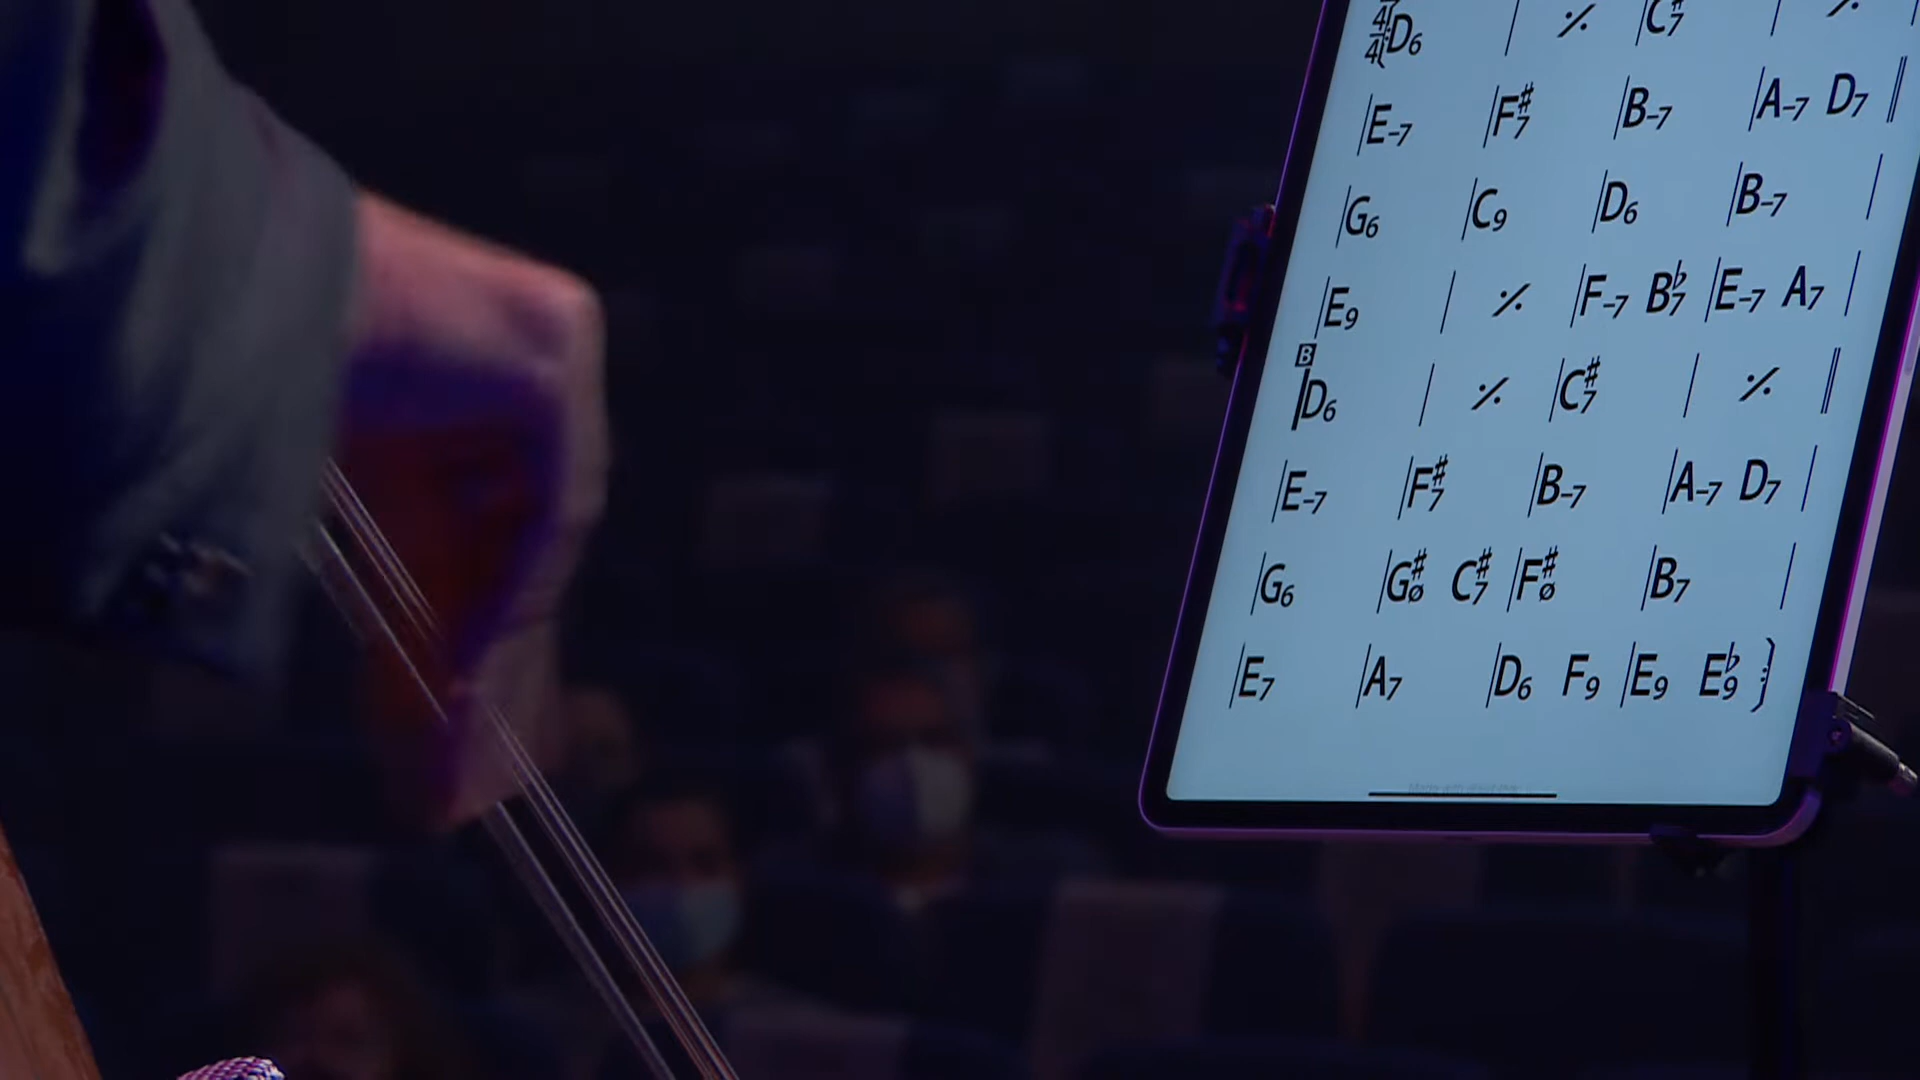 4/4 {: D6 | 𝄎 | C♯7 | 𝄎
| E-7 | F♯7 | B-7 | A-7 D7 ‖
| G6 | C9 | D6 | B-7 |
| E9 | 𝄎 | F-7 B♭7 | E-7 A7 |
B
| D6 | 𝄎 | C♯7 | 𝄎 ‖
| E-7 | F♯7 | B-7 | A-7 D7 |
| G6 | G♯ø C♯7 | F♯ø | B7 |
| E7 | A7 | D6 F9 | E9 E♭9 :}